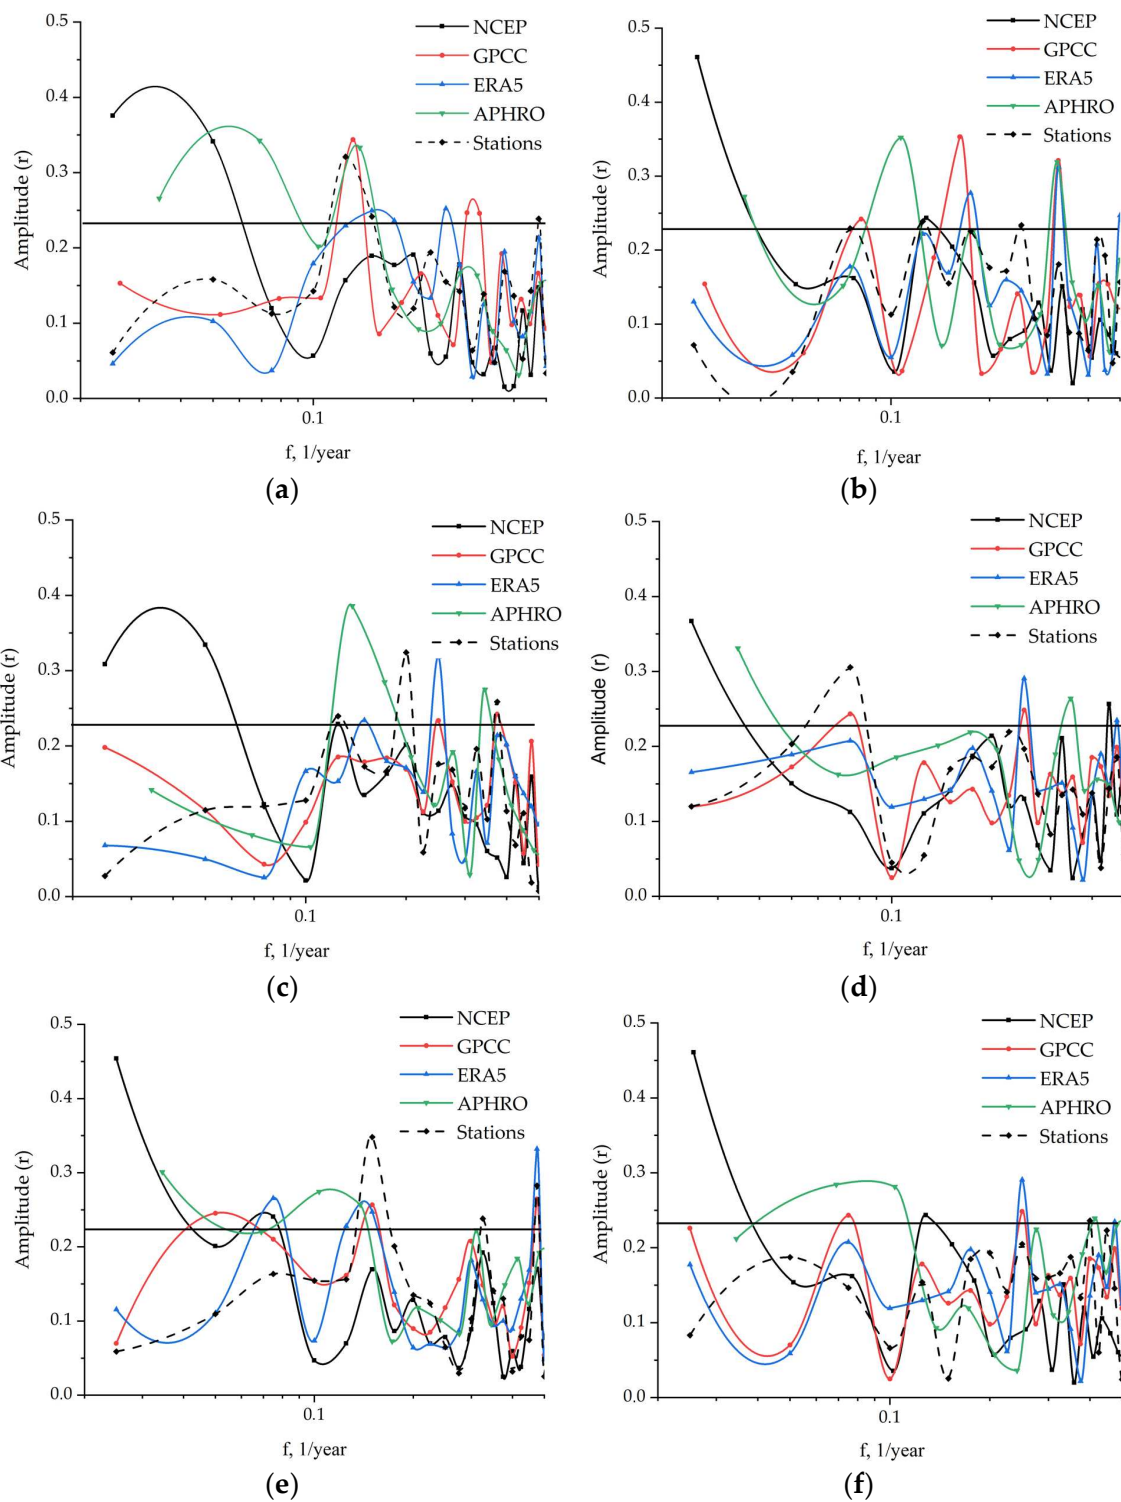 0.5
0.4
0.3
0.2
0.1
0.0
Amplitude (r)
0.1
f, 1/year
NCEP
GPCC
ERA5
APHRO
Stations
(a)
0.5
0.4
0.3
0.2
0.1
0.0
Amplitude (r)
0.1
f, 1/year
NCEP
GPCC
ERA5
APHRO
Stations
(b)
0.5
0.4
0.3
0.2
0.1
0.0
Amplitude (r)
0.1
f, 1/year
NCEP
GPCC
ERA5
APHRO
Stations
(c)
0.5
0.4
0.3
0.2
0.1
0.0
Amplitude (r)
0.1
f, 1/year
NCEP
GPCC
ERA5
APHRO
Stations
(d)
0.5
0.4
0.3
0.2
0.1
0.0
Amplitude (r)
0.1
f, 1/year
NCEP
GPCC
ERA5
APHRO
Stations
(e)
0.5
0.4
0.3
0.2
0.1
0.0
Amplitude (r)
0.1
f, 1/year
NCEP
GPCC
ERA5
APHRO
Stations
(f)